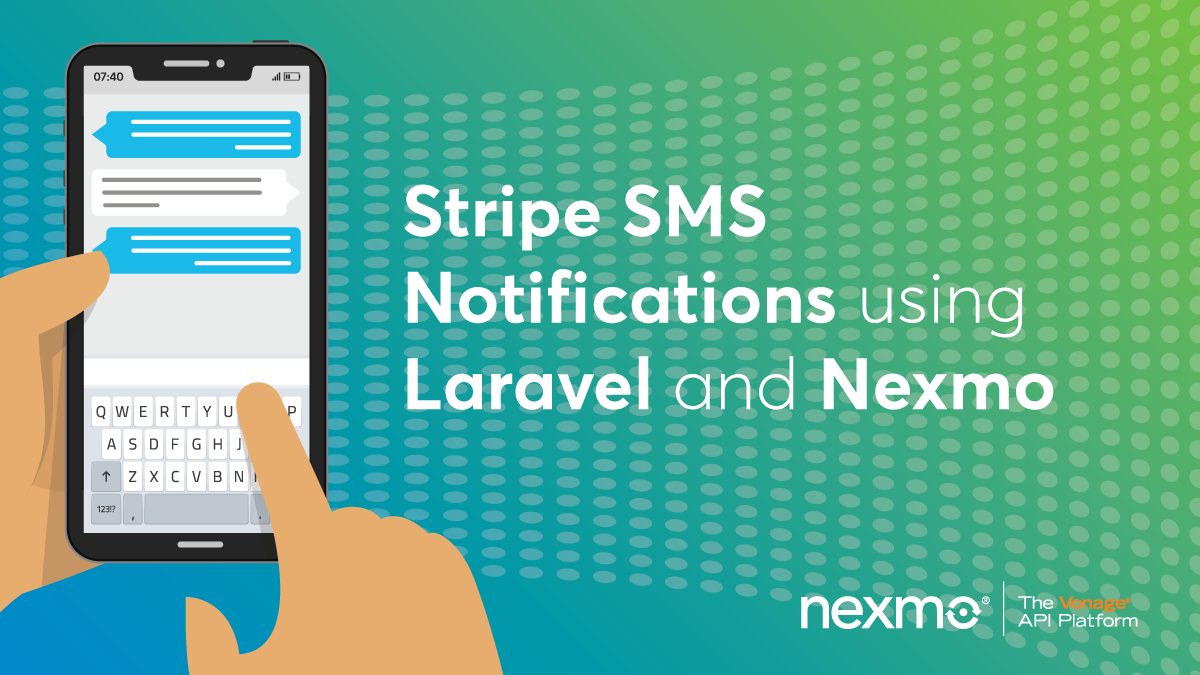 07:40
Stripe SMS
Notifications using
Laravel and Nexmo
Q W E R T Y U P
A S D F G H J
Z X C V B N
123!? , .
nexmo®
The Vonage®
API Platform